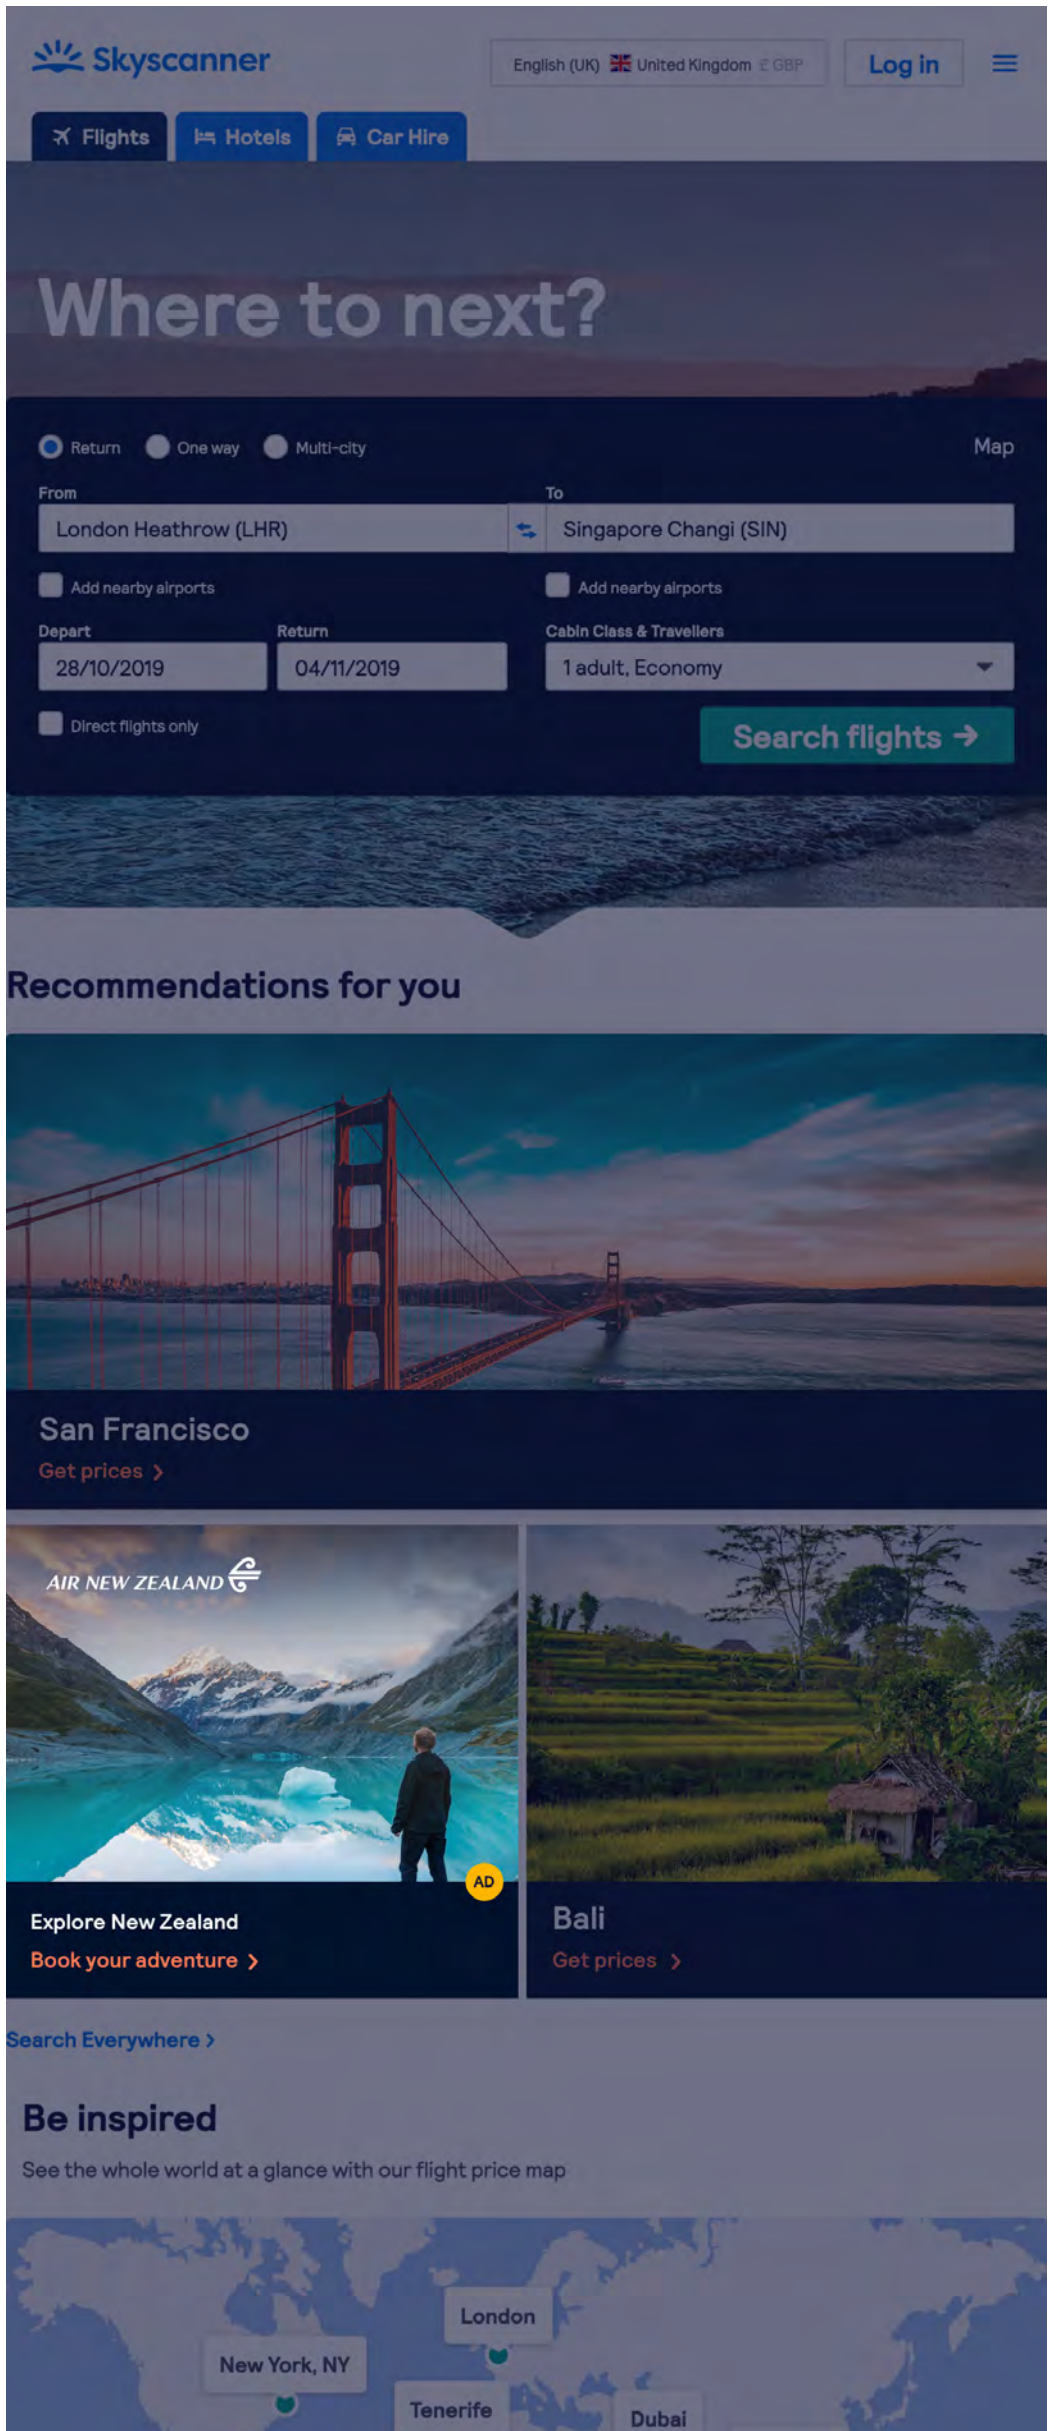 Skyscanner
English (UK) United Kingdom £ GBP
Log in
Flights
Hotels
Car Hire
Where to next?
Return One way Multi-city
Map
From
To
London Heathrow (LHR)
Singapore Changi (SIN)
Add nearby airports
Add nearby airports
Depart
Return
Cabin Class & Travellers
28/10/2019
04/11/2019
1 adult, Economy
Direct flights only
Search flights →
Recommendations for you
San Francisco
Get prices >
AIR NEW ZEALAND
AD
Explore New Zealand
Book your adventure >
Bali
Get prices >
Search Everywhere >
Be inspired
See the whole world at a glance with our flight price map
London
New York, NY
Tenerife
Dubai